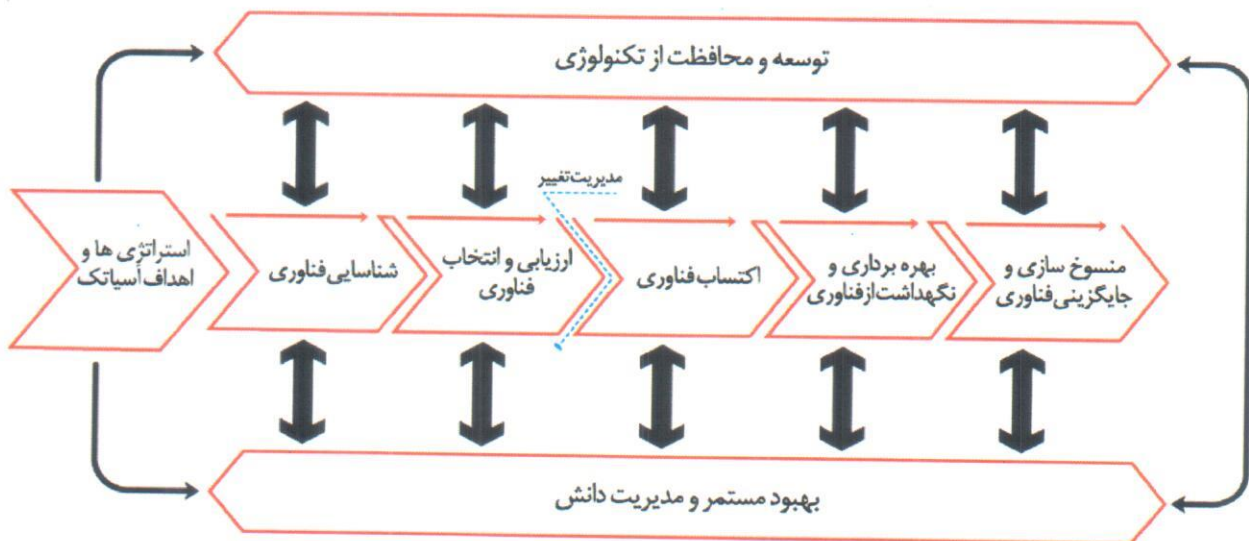 توسعه و محافظت از تکنولوژی
مدیریت تغییر
استراتژی ها و
اهداف آسیاتک
شناسایی فناوری
ارزیابی و انتخاب
فناوری
اکتساب فناوری
بهره برداری و
نگهداشت از فناوری
منسوخ سازی و
جایگزینی فناوری
بهبود مستمر و مدیریت دانش